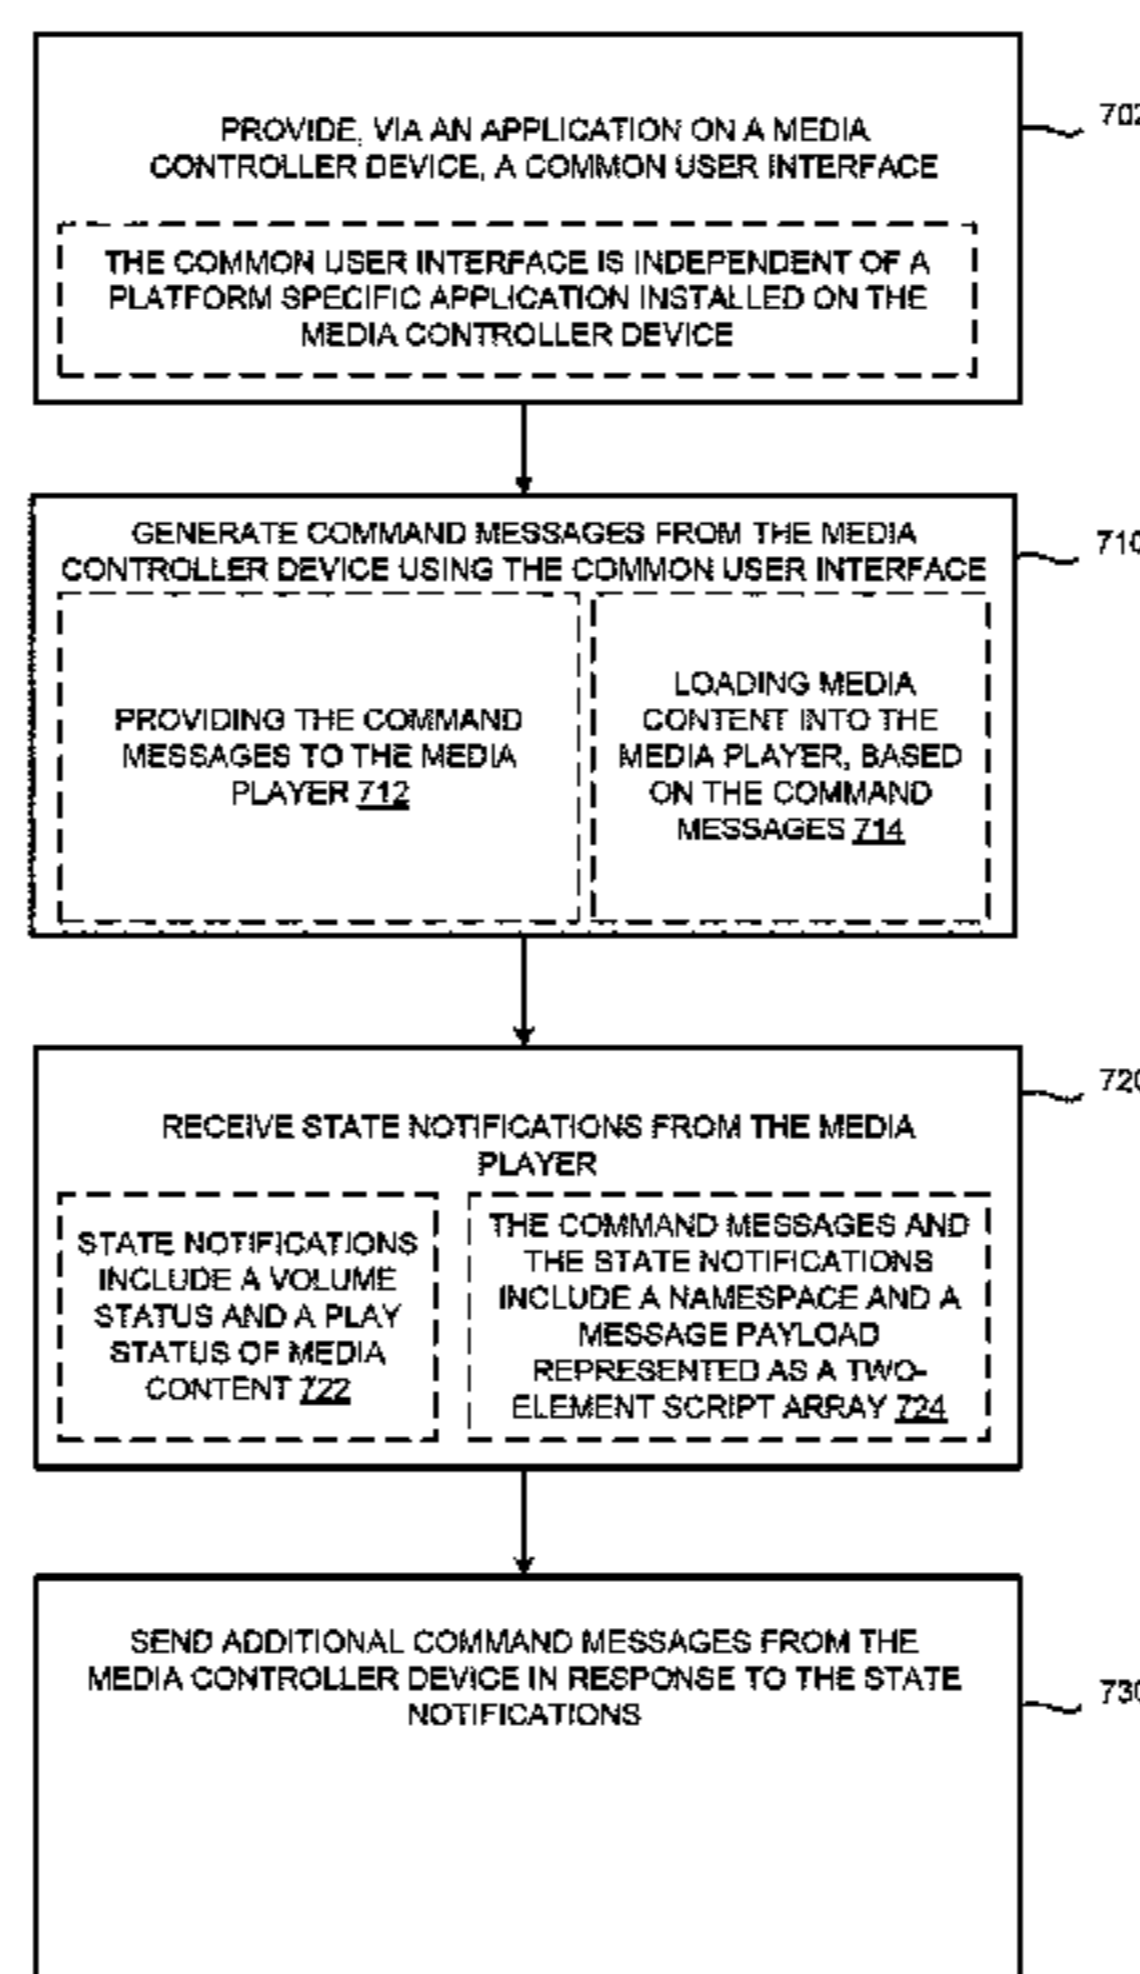 PROVIDE, VIA AN APPLICATION ON A MEDIA
CONTROLLER DEVICE, A COMMON USER INTERFACE
702
THE COMMON USER INTERFACE IS INDEPENDENT OF A
PLATFORM SPECIFIC APPLICATION INSTALLED ON THE
MEDIA CONTROLLER DEVICE
GENERATE COMMAND MESSAGES FROM THE MEDIA
CONTROLLER DEVICE USING THE COMMON USER INTERFACE
710
PROVIDING THE COMMAND
MESSAGES TO THE MEDIA
PLAYER 712
LOADING MEDIA
CONTENT INTO THE
MEDIA PLAYER, BASED
ON THE COMMAND
MESSAGES 714
RECEIVE STATE NOTIFICATIONS FROM THE MEDIA
PLAYER
720
STATE NOTIFICATIONS
INCLUDE A VOLUME
STATUS AND A PLAY
STATUS OF MEDIA
CONTENT 722
THE COMMAND MESSAGES AND
THE STATE NOTIFICATIONS
INCLUDE A NAMESPACE AND A
MESSAGE PAYLOAD
REPRESENTED AS A TWO-
ELEMENT SCRIPT ARRAY 724
SEND ADDITIONAL COMMAND MESSAGES FROM THE
MEDIA CONTROLLER DEVICE IN RESPONSE TO THE STATE
NOTIFICATIONS
730